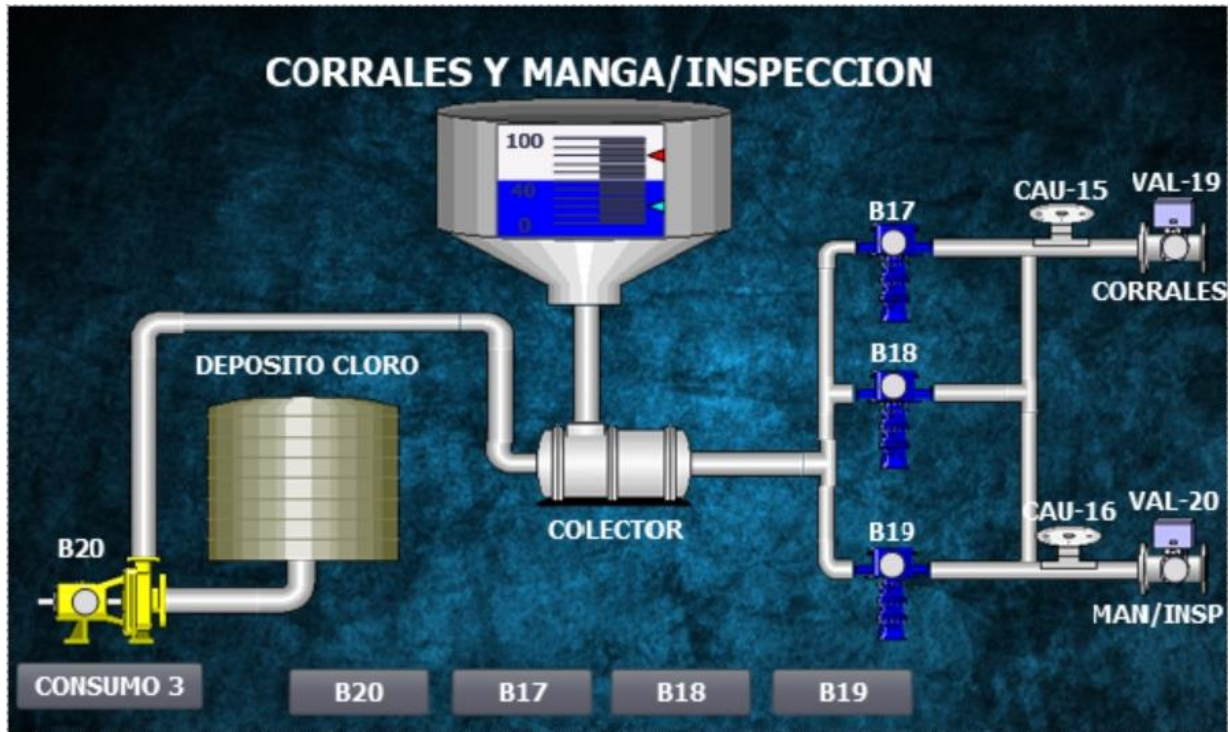 CORRALES Y MANGA/INSPECCION
100
40
0
CAU-15
VAL-19
B17
CORRALES
DEPOSITO CLORO
B18
COLECTOR
B19
CAU-16
VAL-20
B20
MAN/INSP
CONSUMO 3
B20
B17
B18
B19